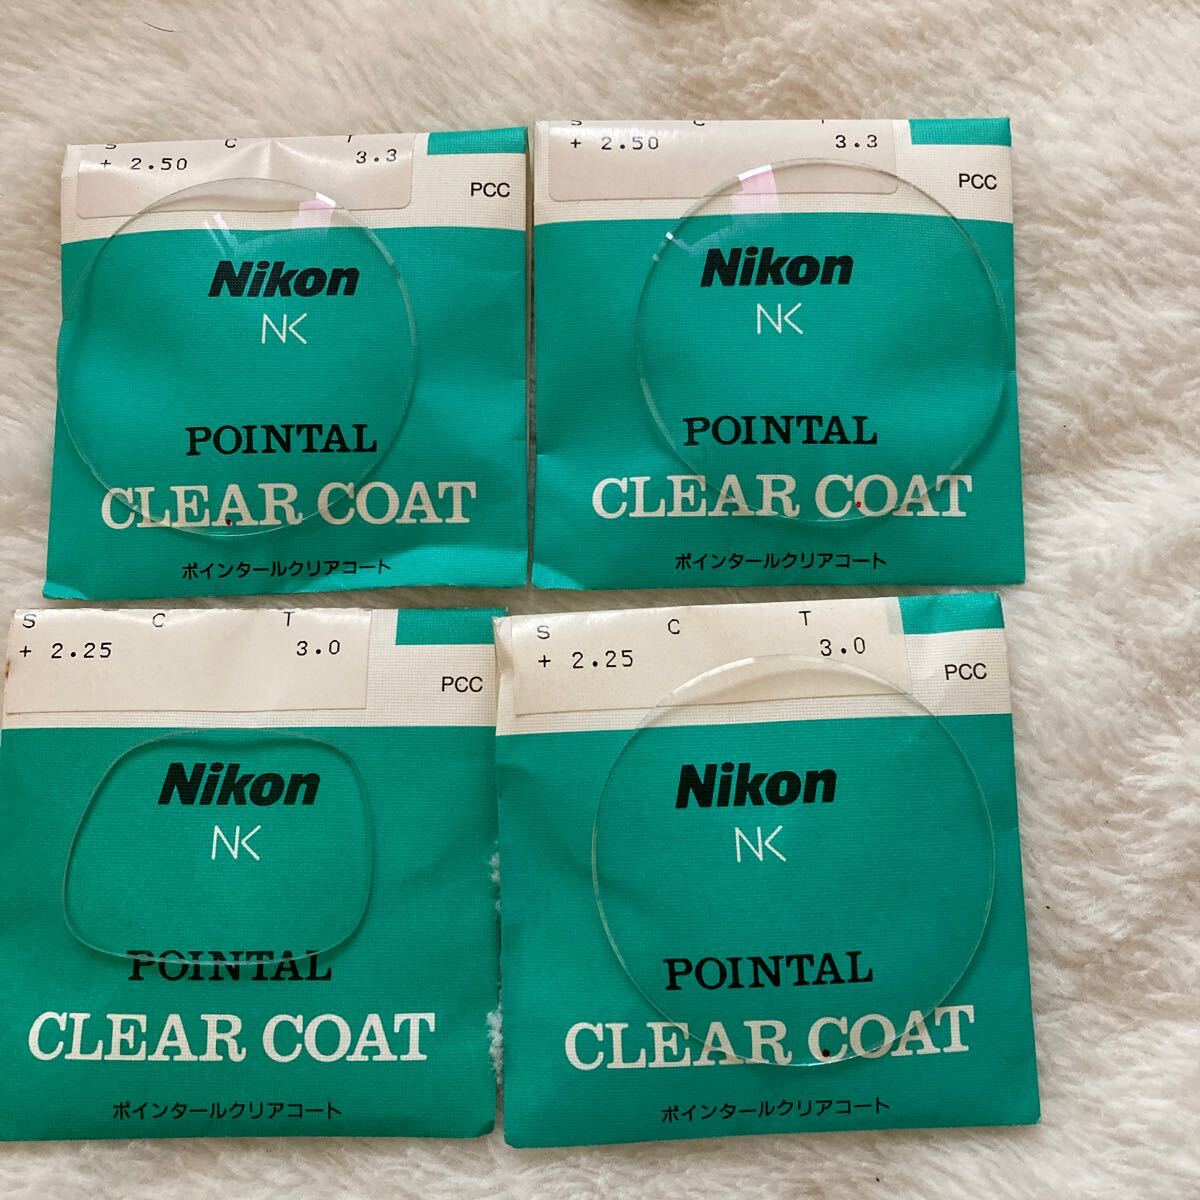 S C T
+ 2.50 3.3
PCC
Nikon
NK
POINTAL
CLEAR COAT
ポインタールクリアコート
S C T
+ 2.50 3.3
PCC
Nikon
NK
POINTAL
CLEAR COAT
ポインタールクリアコート
S C T
+ 2.25 3.0
PCC
Nikon
NK
POINTAL
CLEAR COAT
ポインタールクリアコート
S C T
+ 2.25 3.0
PCC
Nikon
NK
POINTAL
CLEAR COAT
ポインタールクリアコート